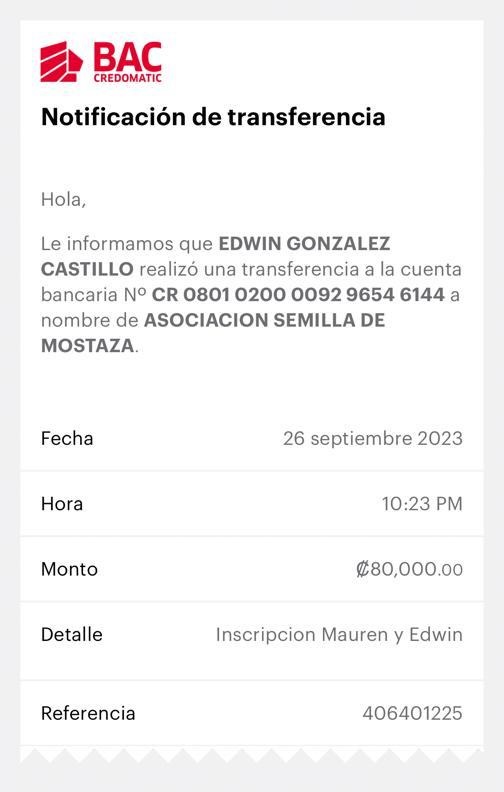 BAC
CREDOMATIC
Notificación de transferencia
Hola,
Le informamos que EDWIN GONZALEZ
CASTILLO realizó una transferencia a la cuenta
bancaria Nº CR 0801 0200 0092 9654 6144 a
nombre de ASOCIACION SEMILLA DE
MOSTAZA.
Fecha 26 septiembre 2023
Hora 10:23 PM
Monto ₡80,000.00
Detalle Inscripcion Mauren y Edwin
Referencia 406401225